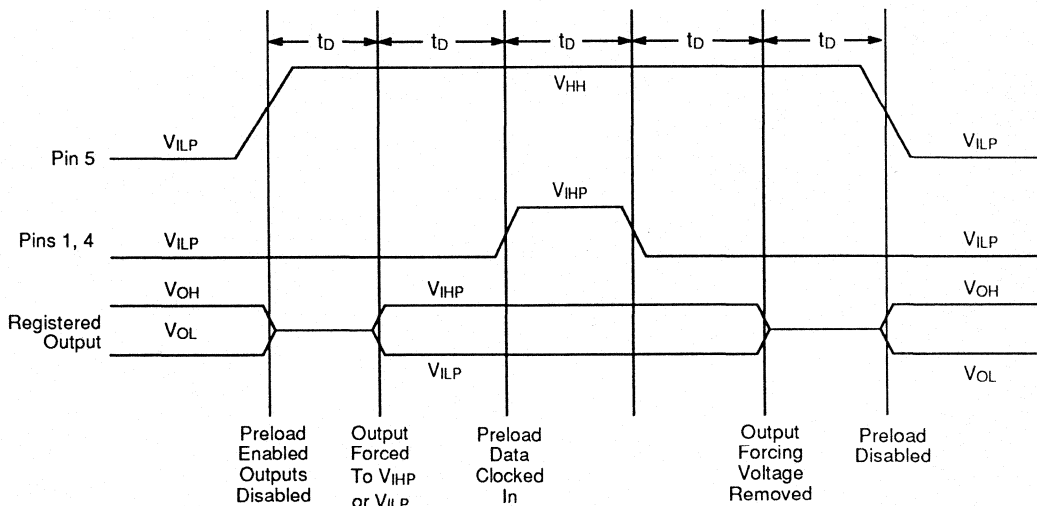 tD tD tD tD tD
VHH
Pin 5 VILP VILP
VIHP
Pins 1, 4 VILP VILP
VOH VIHP VOH
Registered
Output
VOL
VILP VOL
Preload
Enabled
Outputs
Disabled
Output
Forced
To VIHP
or VILP
Preload
Data
Clocked
In
Output
Forcing
Voltage
Removed
Preload
Disabled